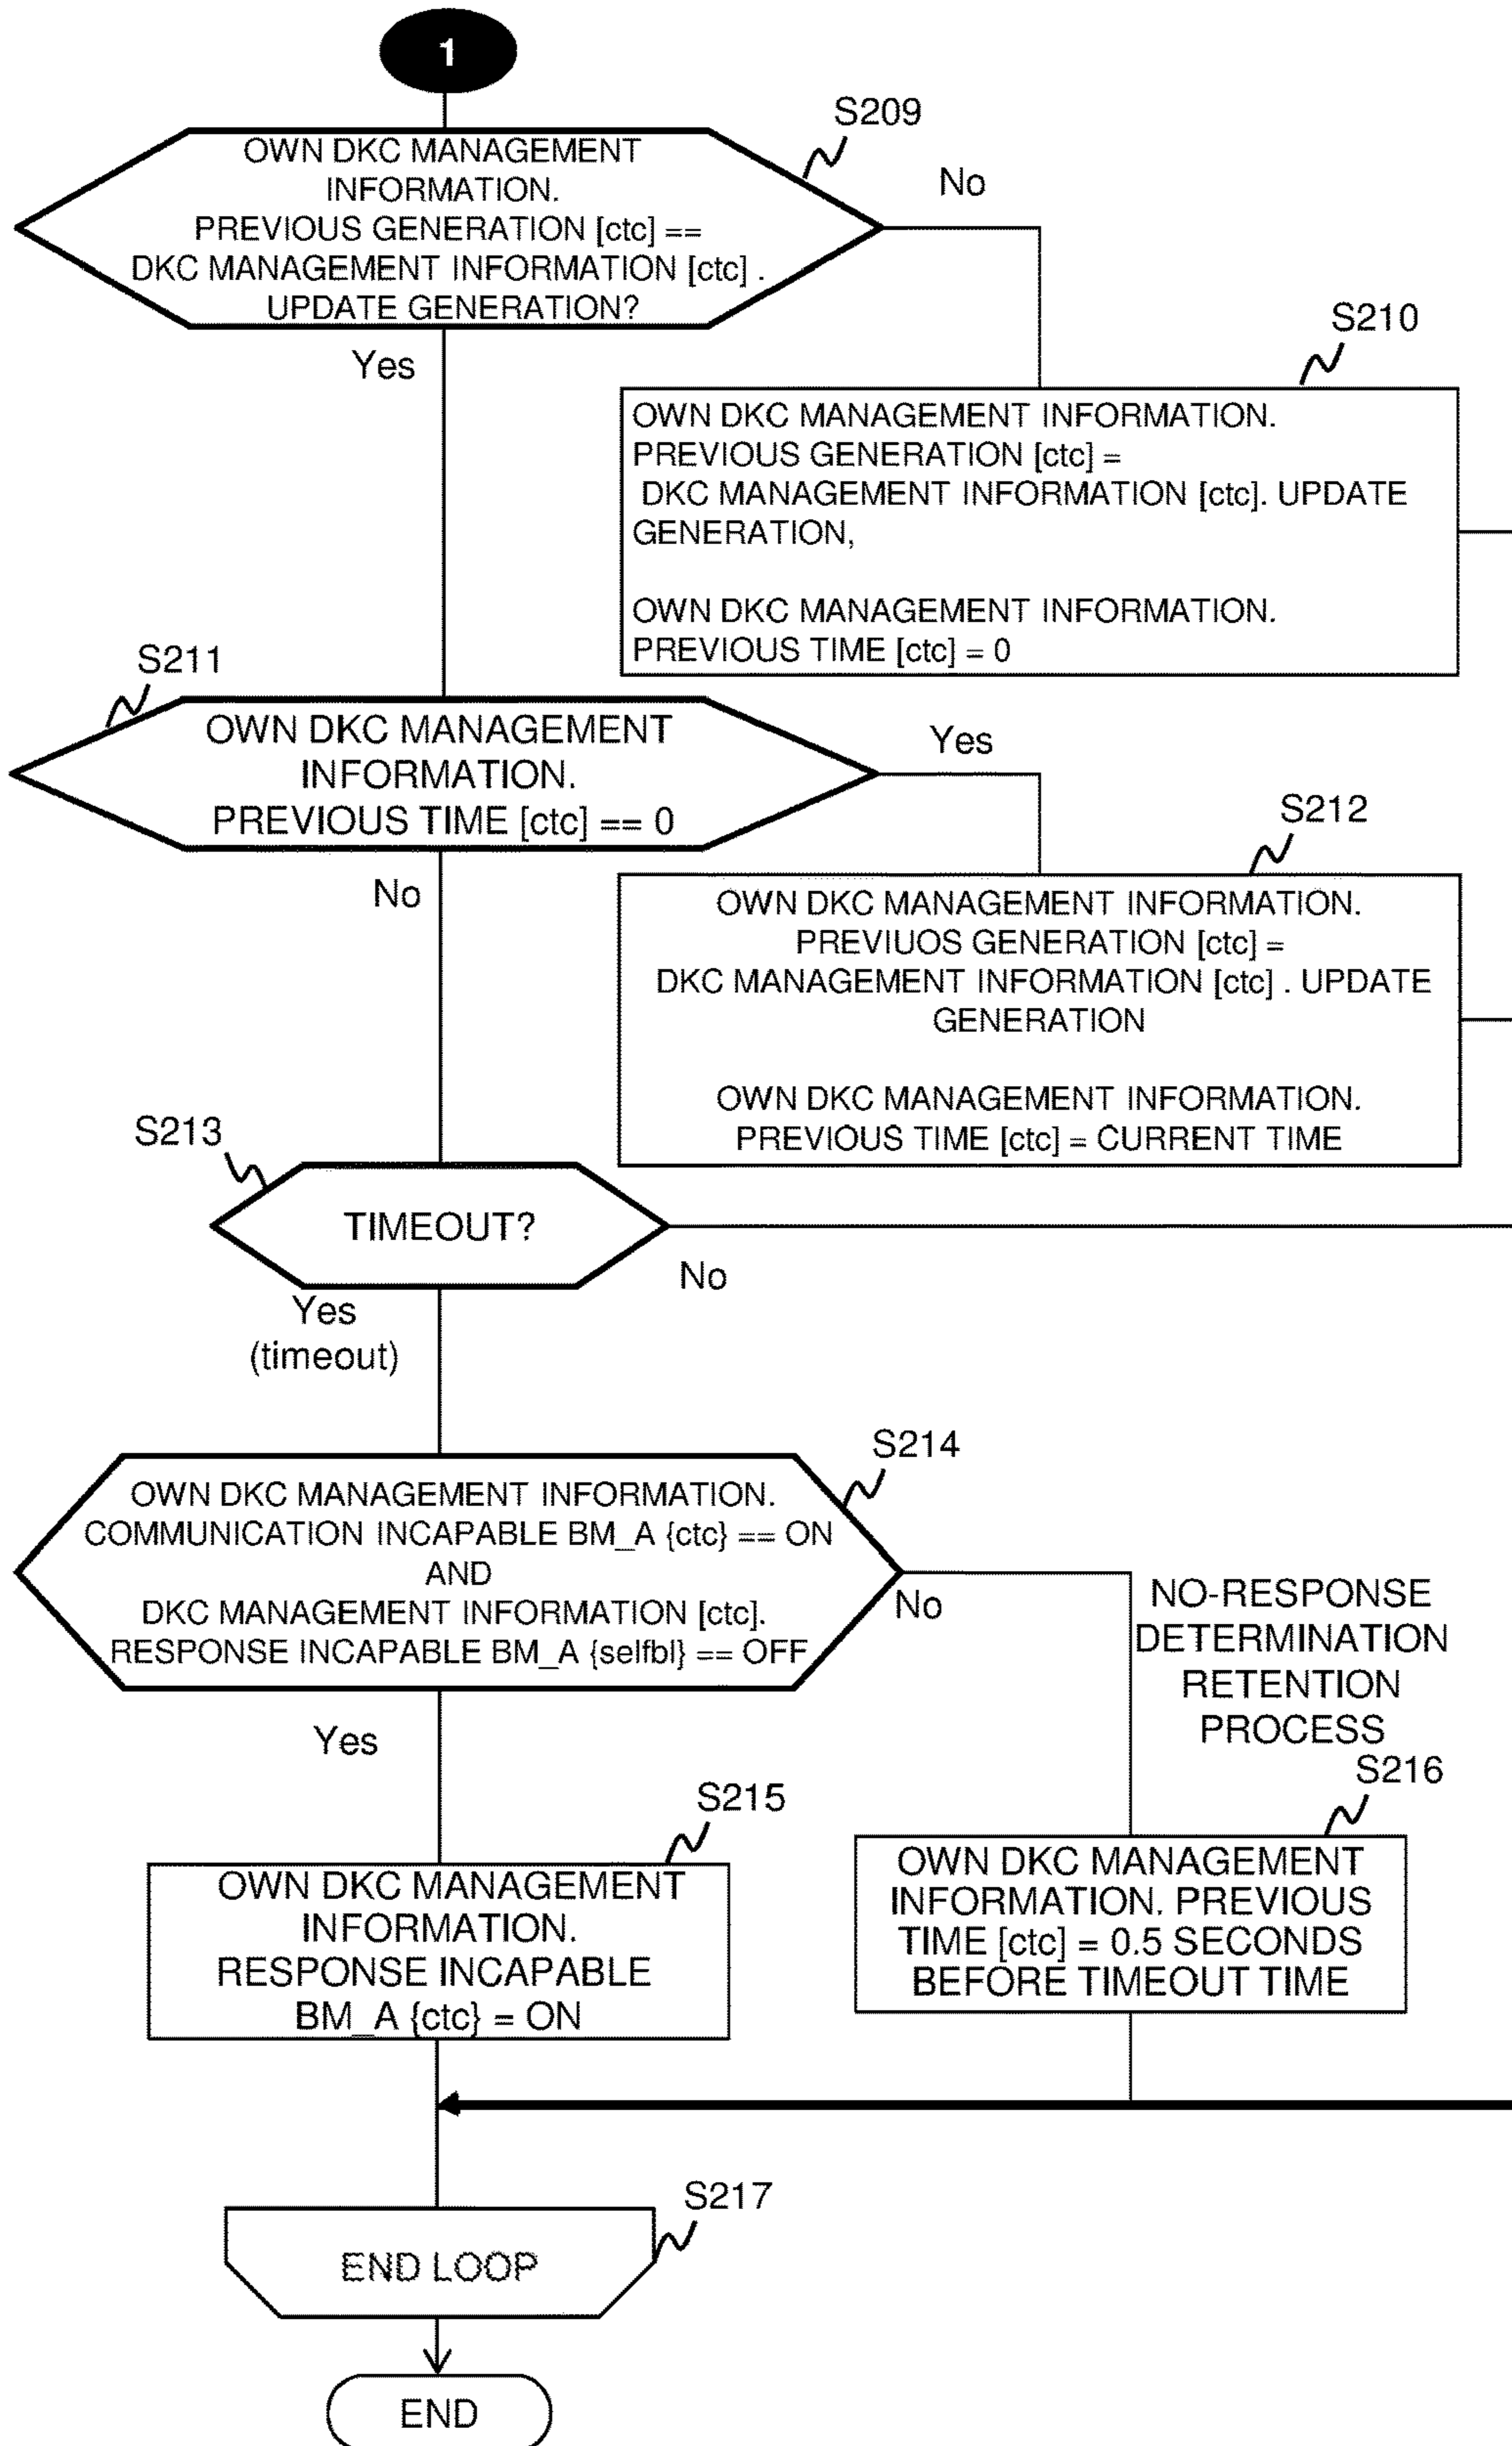 1
S209
OWN DKC MANAGEMENT
INFORMATION.
PREVIOUS GENERATION [ctc] ==
DKC MANAGEMENT INFORMATION [ctc] .
UPDATE GENERATION?
No
Yes
S210
OWN DKC MANAGEMENT INFORMATION.
PREVIOUS GENERATION [ctc] =
DKC MANAGEMENT INFORMATION [ctc]. UPDATE
GENERATION,
OWN DKC MANAGEMENT INFORMATION.
PREVIOUS TIME [ctc] = 0
S211
OWN DKC MANAGEMENT
INFORMATION.
PREVIOUS TIME [ctc] == 0
Yes
No
S212
OWN DKC MANAGEMENT INFORMATION.
PREVIUOS GENERATION [ctc] =
DKC MANAGEMENT INFORMATION [ctc] . UPDATE
GENERATION
OWN DKC MANAGEMENT INFORMATION.
PREVIOUS TIME [ctc] = CURRENT TIME
S213
TIMEOUT?
No
Yes
(timeout)
S214
OWN DKC MANAGEMENT INFORMATION.
COMMUNICATION INCAPABLE BM_A {ctc} == ON
AND
DKC MANAGEMENT INFORMATION [ctc].
RESPONSE INCAPABLE BM_A {selfbl} == OFF
No
Yes
NO-RESPONSE
DETERMINATION
RETENTION
PROCESS
S216
OWN DKC MANAGEMENT
INFORMATION. PREVIOUS
TIME [ctc] = 0.5 SECONDS
BEFORE TIMEOUT TIME
S215
OWN DKC MANAGEMENT
INFORMATION.
RESPONSE INCAPABLE
BM_A {ctc} = ON
S217
END LOOP
END